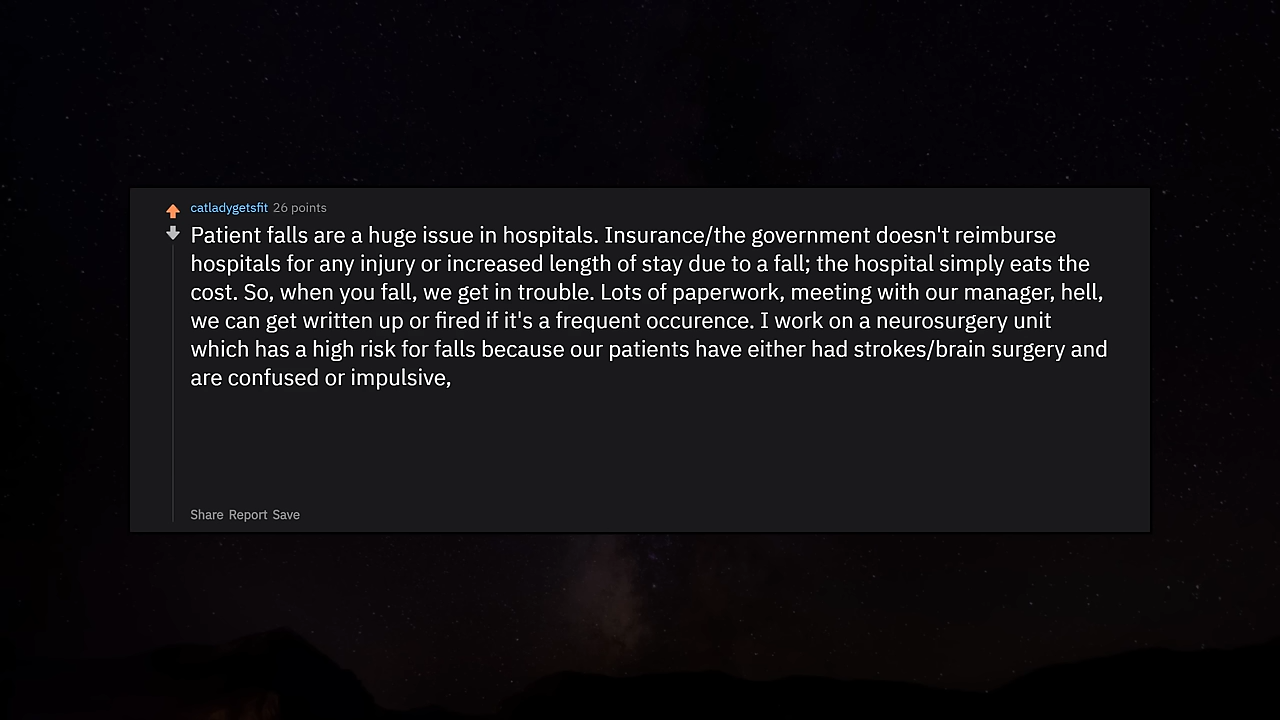 catladygetsfit 26 points
Patient falls are a huge issue in hospitals. Insurance/the government doesn't reimburse
hospitals for any injury or increased length of stay due to a fall; the hospital simply eats the
cost. So, when you fall, we get in trouble. Lots of paperwork, meeting with our manager, hell,
we can get written up or fired if it's a frequent occurence. I work on a neurosurgery unit
which has a high risk for falls because our patients have either had strokes/brain surgery and
are confused or impulsive,
Share Report Save